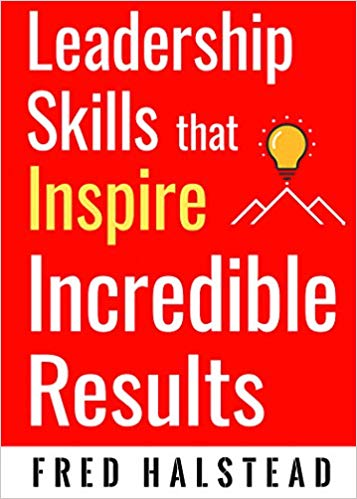 Leadership
Skills that
Inspire
Incredible
Results
FRED HALSTEAD